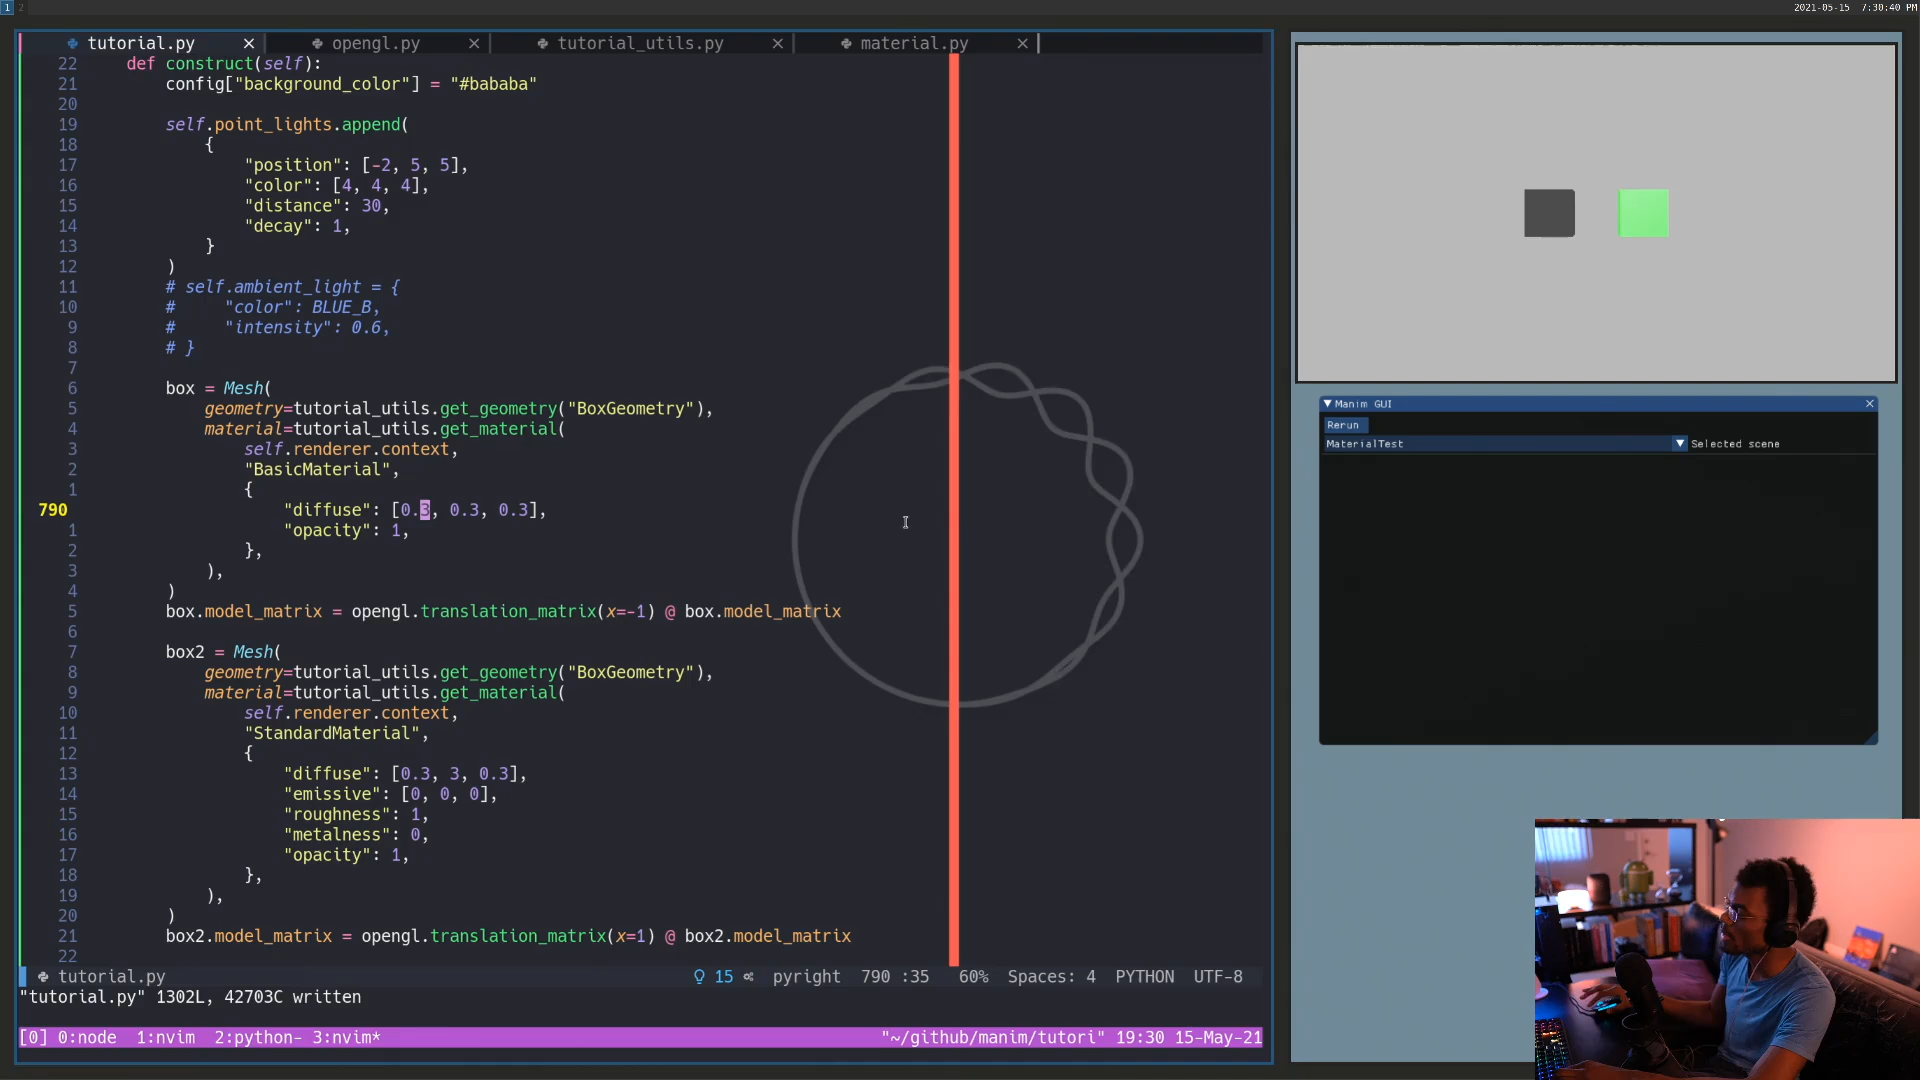 1 2
2021-05-15 7:30:40 PM
tutorial.py × opengl.py × tutorial_utils.py × material.py ×
22 def construct(self):
21 config["background_color"] = "#bababa"
20
19 self.point_lights.append(
18 {
17 "position": [-2, 5, 5],
16 "color": [4, 4, 4],
15 "distance": 30,
14 "decay": 1,
13 }
12 )
11 # self.ambient_light = {
10 # "color": BLUE_B,
9 # "intensity": 0.6,
8 # }
7
6 box = Mesh(
5 geometry=tutorial_utils.get_geometry("BoxGeometry"),
4 material=tutorial_utils.get_material(
3 self.renderer.context,
2 "BasicMaterial",
1 {
790 "diffuse": [0.3, 0.3, 0.3],
1 "opacity": 1,
2 },
3 ),
4 )
5 box.model_matrix = opengl.translation_matrix(x=-1) @ box.model_matrix
6
7 box2 = Mesh(
8 geometry=tutorial_utils.get_geometry("BoxGeometry"),
9 material=tutorial_utils.get_material(
10 self.renderer.context,
11 "StandardMaterial",
12 {
13 "diffuse": [0.3, 3, 0.3],
14 "emissive": [0, 0, 0],
15 "roughness": 1,
16 "metalness": 0,
17 "opacity": 1,
18 },
19 ),
20 )
21 box2.model_matrix = opengl.translation_matrix(x=1) @ box2.model_matrix
22
tutorial.py 15 pyright 790 :35 60% Spaces: 4 PYTHON UTF-8
"tutorial.py" 1302L, 42703C written
[0] 0:node 1:nvim 2:python- 3:nvim* "~/github/manim/tutori" 19:30 15-May-21
Manim GUI
Rerun
MaterialTest Selected scene